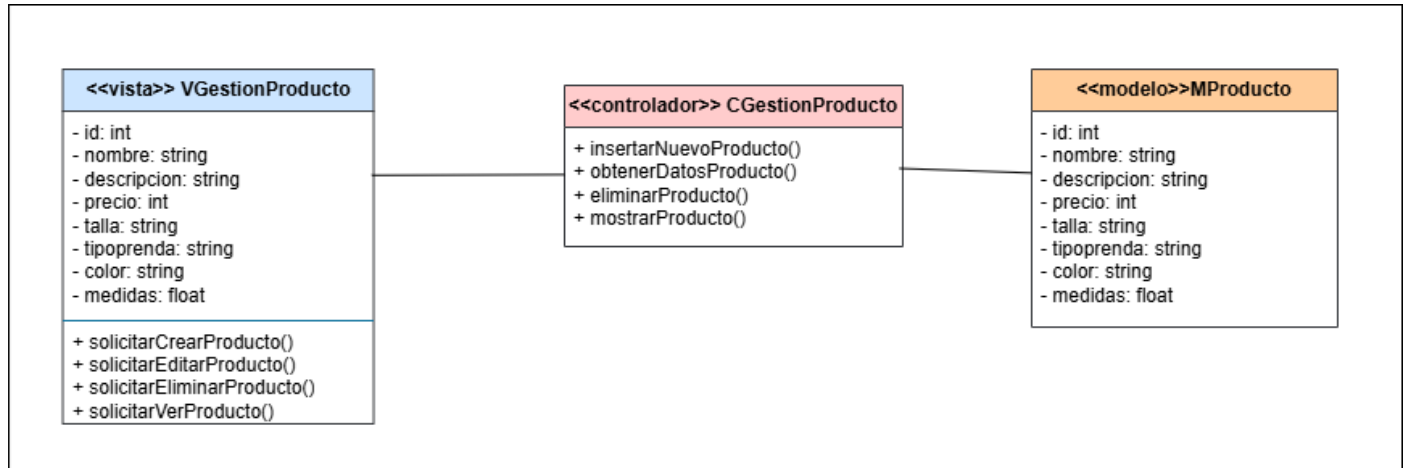 <<vista>> VGestionProducto
- id: int
- nombre: string
- descripcion: string
- precio: int
- talla: string
- tipoprenda: string
- color: string
- medidas: float
+ solicitarCrearProducto()
+ solicitarEditarProducto()
+ solicitarEliminarProducto()
+ solicitarVerProducto()
<<controlador>> CGestionProducto
+ insertarNuevoProducto()
+ obtenerDatosProducto()
+ eliminarProducto()
+ mostrarProducto()
<<modelo>>MProducto
- id: int
- nombre: string
- descripcion: string
- precio: int
- talla: string
- tipoprenda: string
- color: string
- medidas: float